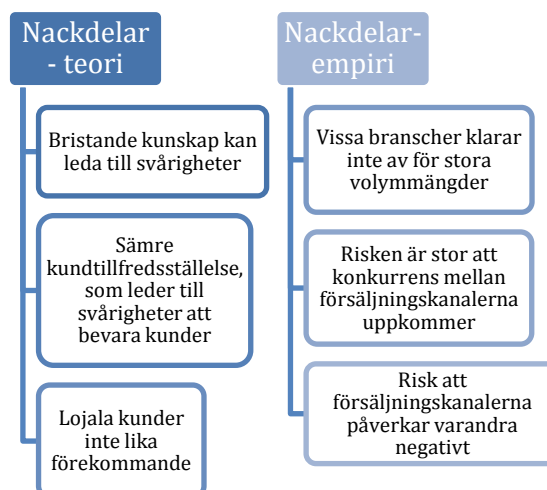 Nackdelar
- teori
Bristande kunskap kan
leda till svårigheter
Sämre
kundtillfredsställelse,
som leder till
svårigheter att
bevara kunder
Lojala kunder
inte lika
förekommande
Nackdelar-
empiri
Vissa branscher klarar
inte av för stora
volymmängder
Risken är stor att
konkurrens mellan
försäljningskanalerna
uppkommer
Risk att
försäljningskanalerna
påverkar varandra
negativt